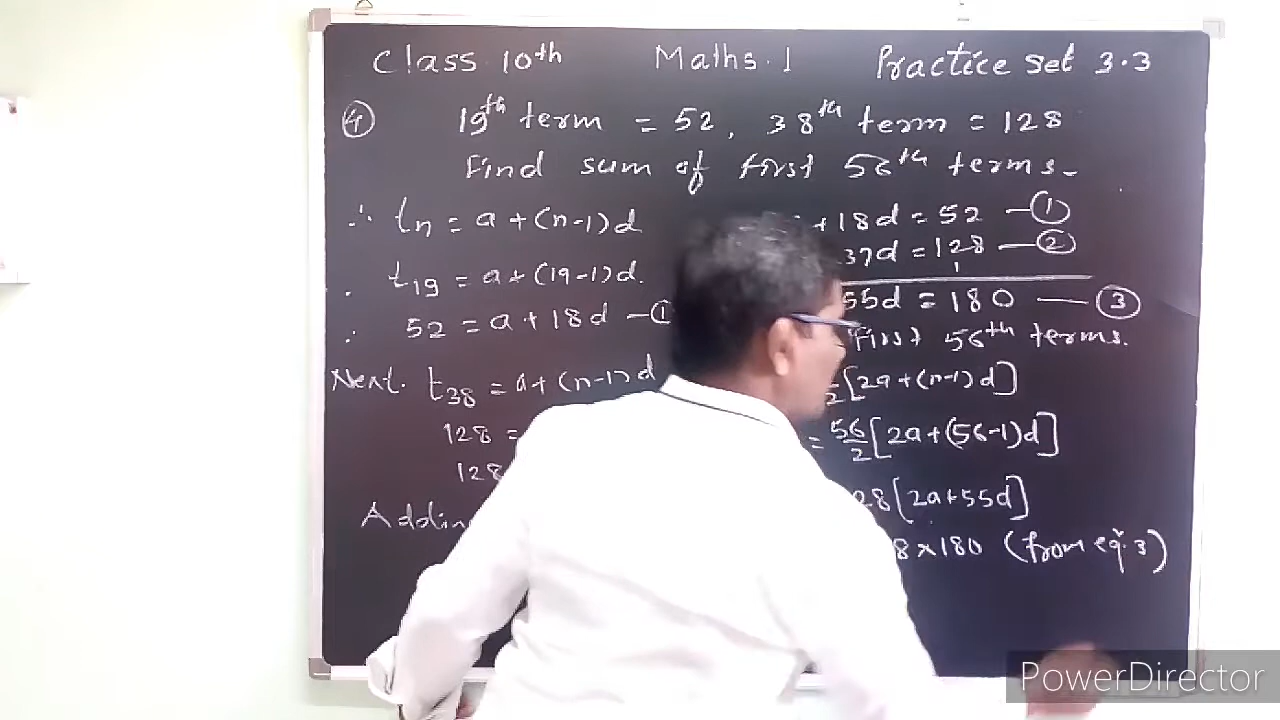 Class 10th Maths.1 Practice set 3.3
④ 19th term = 52, 38th term = 128
Find sum of first 56th terms.
∴ tn = a + (n-1)d
. t19 = a + (19-1)d.
∴ 52 = a + 18d —①
Next. t38 = a + (n-1)d
128 =
128
Adding
+ 18d = 52 —①
37d = 128 —②
55d = 180 —③
First 56th terms.
2[2a + (n-1)d]
= 56/2 [2a + (56-1)d]
28[2a + 55d]
8 × 180 (from eq. 3)
PowerDirector